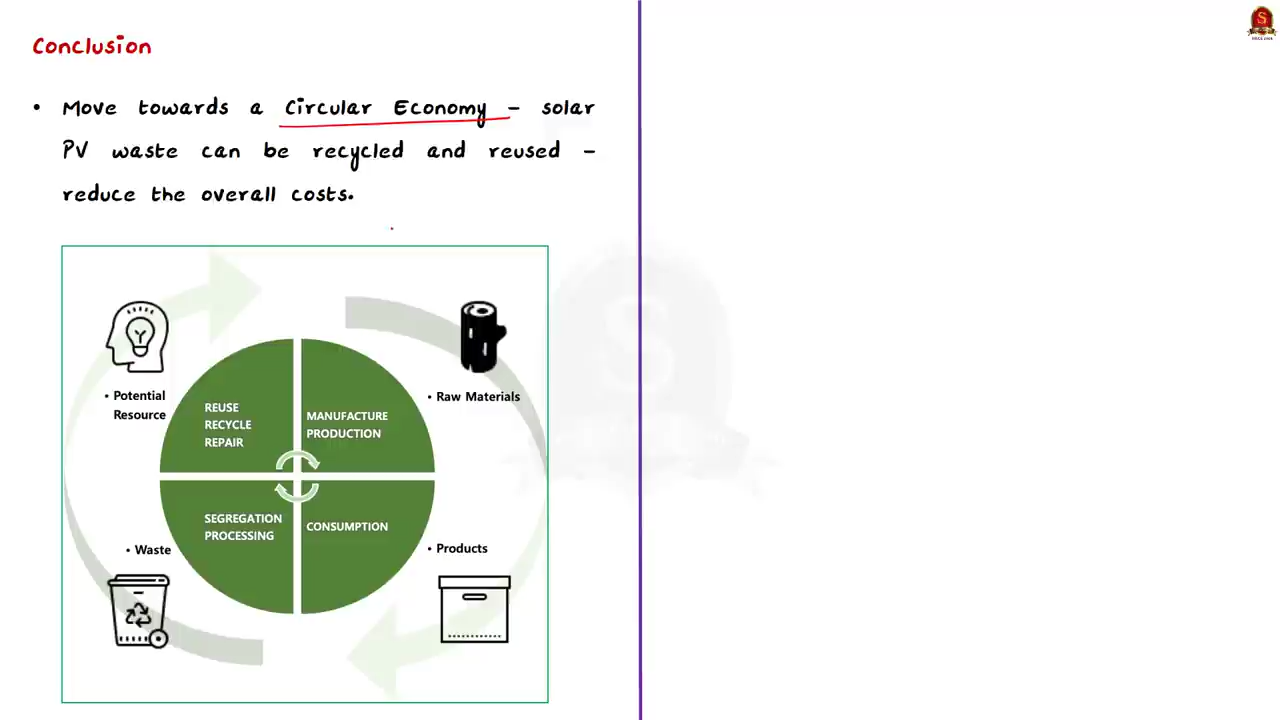 Conclusion
• Move towards a Circular Economy – solar
PV waste can be recycled and reused –
reduce the overall costs.
• Potential
Resource
• Raw Materials
REUSE
RECYCLE
REPAIR
MANUFACTURE
PRODUCTION
SEGREGATION
PROCESSING
CONSUMPTION
• Waste
• Products
S